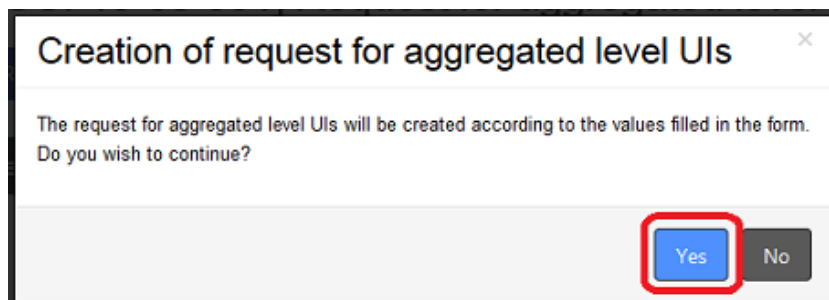 Creation of request for aggregated level UIs
×
The request for aggregated level UIs will be created according to the values filled in the form.
Do you wish to continue?
Yes No